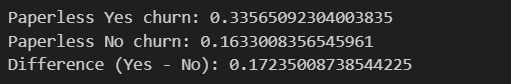 Paperless Yes churn: 0.33565092304003835
Paperless No churn: 0.1633008356545961
Difference (Yes - No): 0.17235008738544225